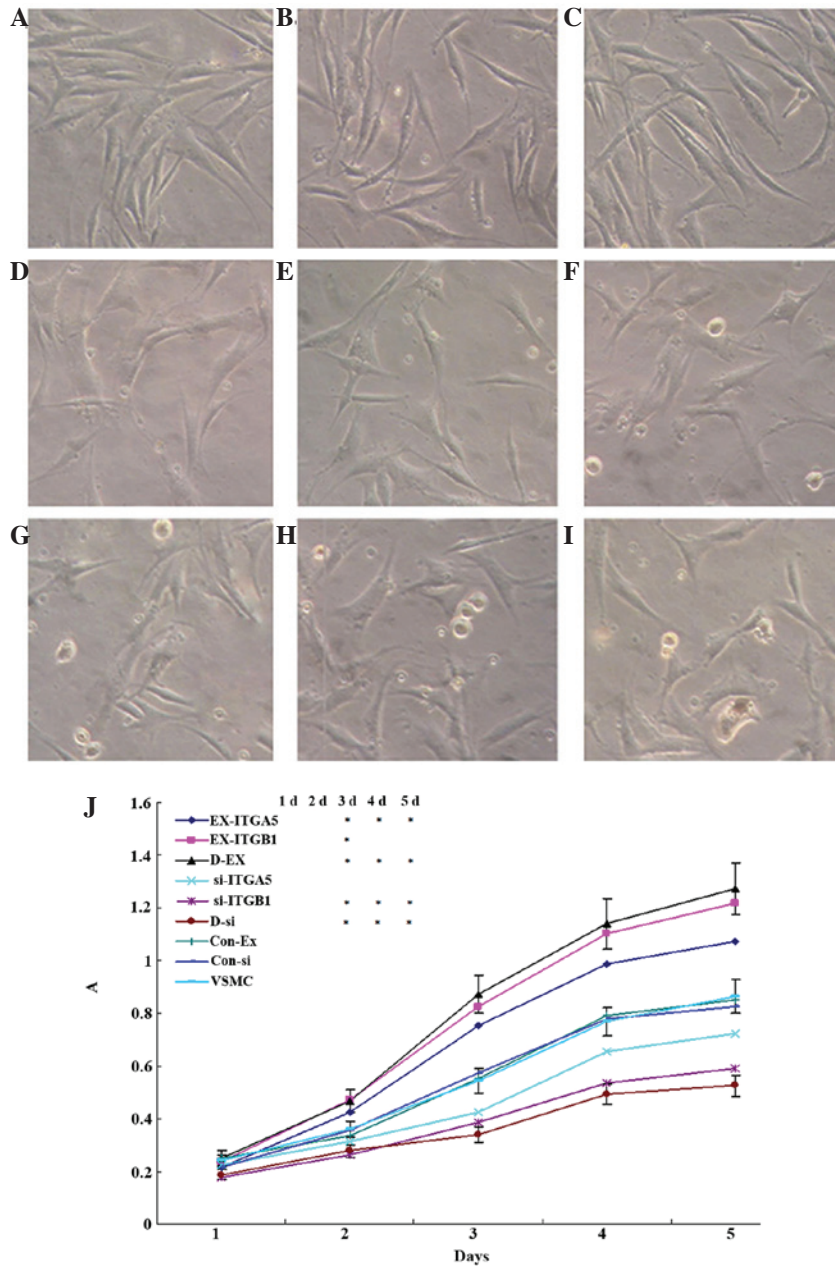 A B C
D E F
G H I
J
1 d 2 d 3 d 4 d 5 d
EX-ITGA5 * * *
EX-ITGB1 *
D-EX * * *
si-ITGA5
si-ITGB1 * * *
D-si * * *
Con-Ex
Con-si
VSMC
1.6
1.4
1.2
1
0.8
0.6
0.4
0.2
0
A
1 2 3 4 5
Days